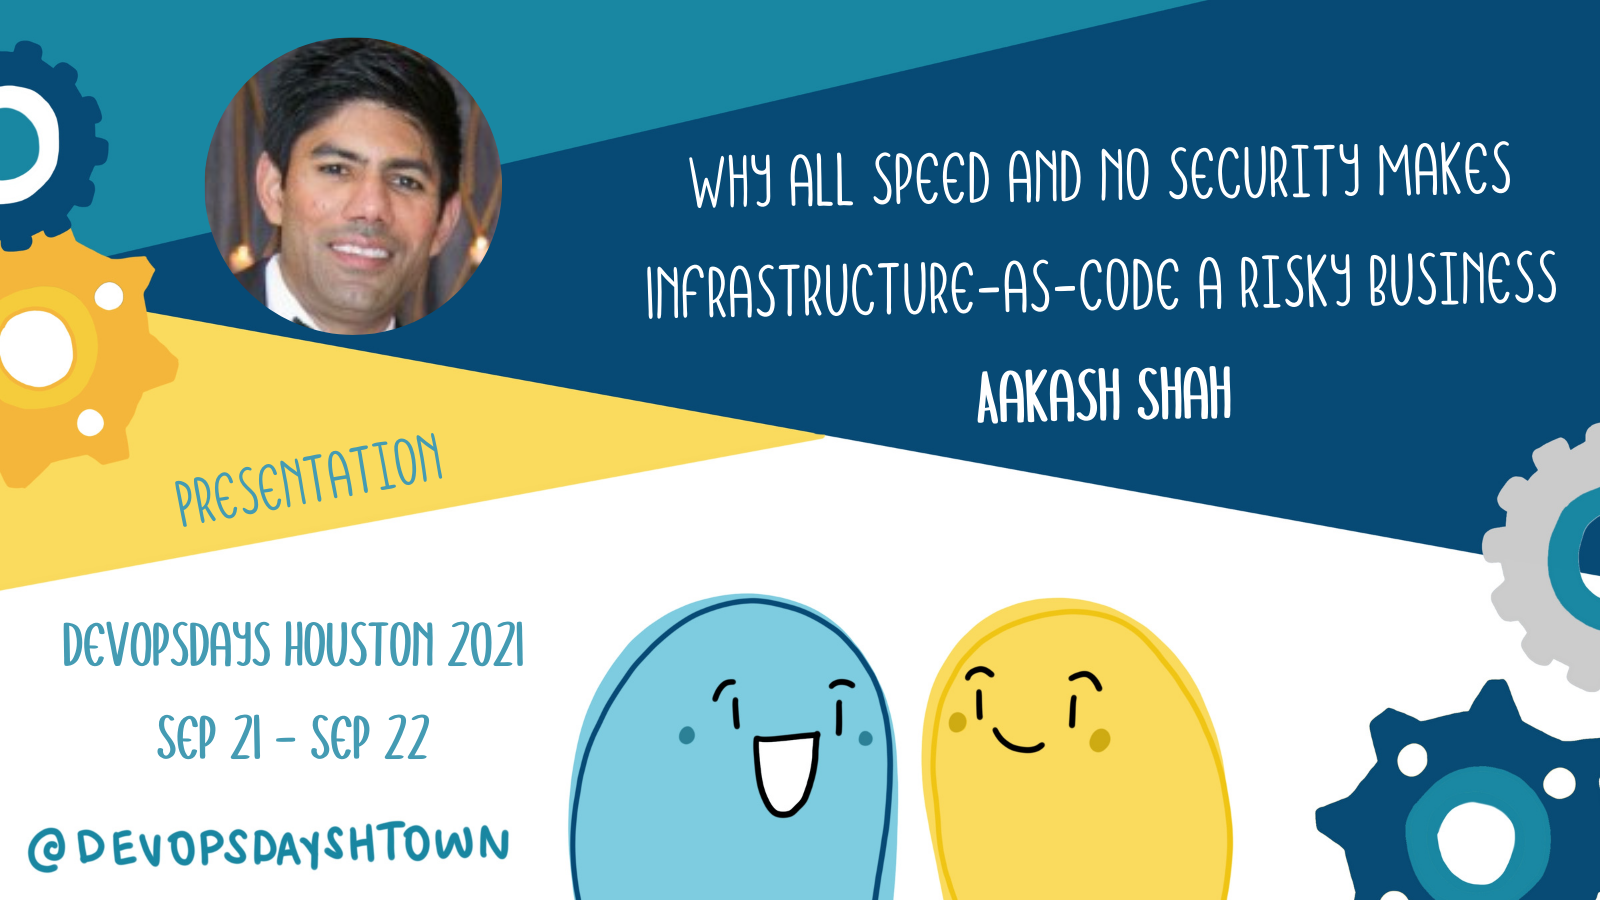 WHY ALL SPEED AND NO SECURITY MAKES
INFRASTRUCTURE-AS-CODE A RISKY BUSINESS
AAKASH SHAH
PRESENTATION
DEVOPSDAYS HOUSTON 2021
SEP 21 - SEP 22
@DEVOPSDAYSHTOWN